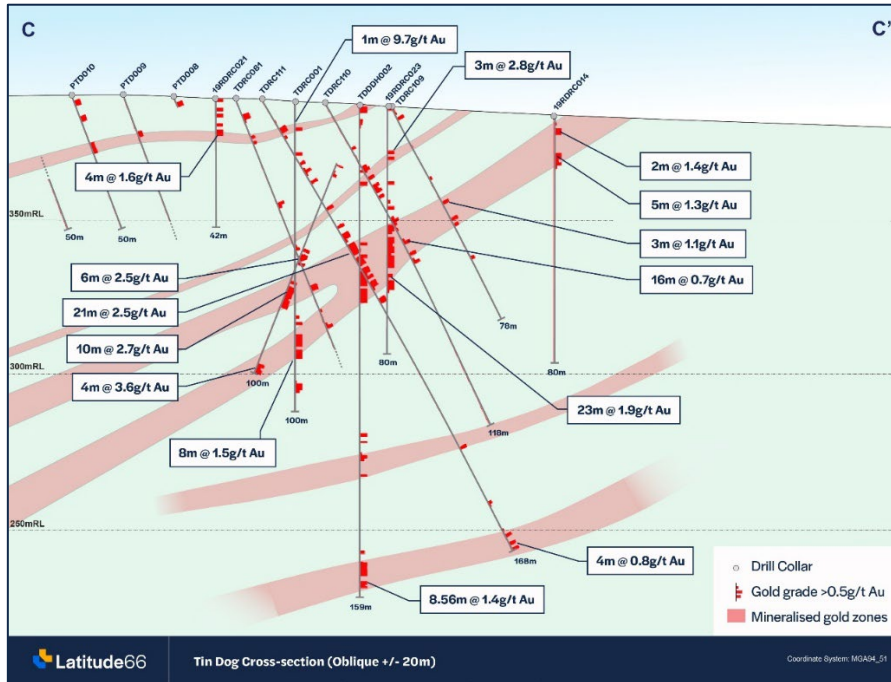 C
C'
1m @ 9.7g/t Au
3m @ 2.8g/t Au
PTD010
PTD009
PTD008
19RDRC021
TDRC081
TDRC111
TDRC001
TDRC110
TDDDH002
19RDRC023
TDRC109
19RDRC014
4m @ 1.6g/t Au
2m @ 1.4g/t Au
5m @ 1.3g/t Au
350mRL
50m
50m
42m
3m @ 1.1g/t Au
6m @ 2.5g/t Au
16m @ 0.7g/t Au
21m @ 2.5g/t Au
76m
10m @ 2.7g/t Au
80m
80m
300mRL
4m @ 3.6g/t Au
100m
100m
23m @ 1.9g/t Au
118m
8m @ 1.5g/t Au
250mRL
168m
4m @ 0.8g/t Au
159m
8.56m @ 1.4g/t Au
Drill Collar
Gold grade >0.5g/t Au
Mineralised gold zones
Latitude66
Tin Dog Cross-section (Oblique +/- 20m)
Coordinate System: MGA94_51